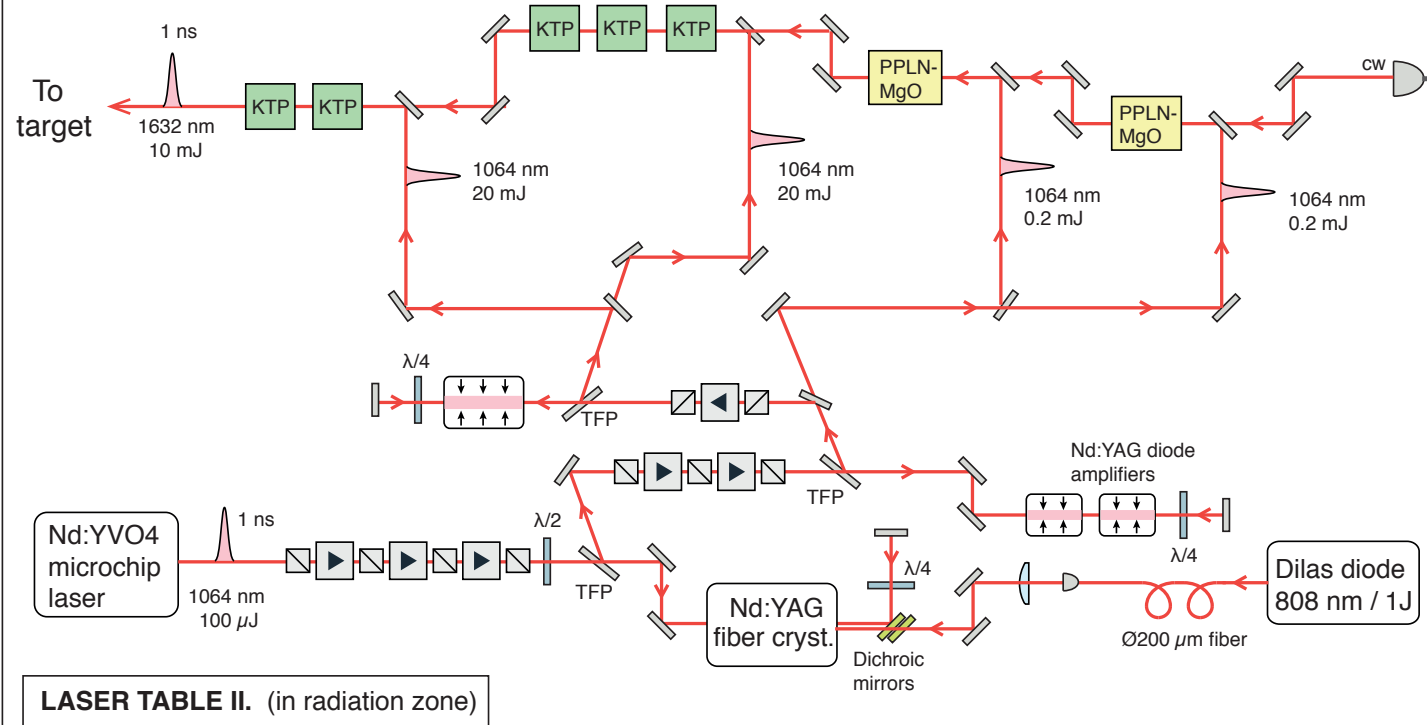 1 ns
KTP
KTP
KTP
cw
PPLN-
MgO
PPLN-
MgO
To
target
KTP
KTP
1632 nm
10 mJ
1064 nm
20 mJ
1064 nm
20 mJ
1064 nm
0.2 mJ
1064 nm
0.2 mJ
λ/4
TFP
Nd:YAG diode
amplifiers
TFP
λ/4
Nd:YVO4
microchip
laser
1 ns
1064 nm
100 µJ
λ/2
TFP
Nd:YAG
fiber cryst.
λ/4
Dichroic
mirrors
Ø200 µm fiber
Dilas diode
808 nm / 1J
LASER TABLE II. (in radiation zone)